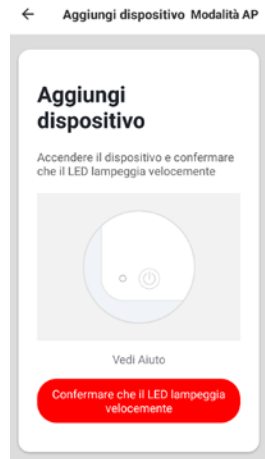 Aggiungi dispositivo Modalità AP
Aggiungi
dispositivo
Accendere il dispositivo e confermare
che il LED lampeggia velocemente
Vedi Aiuto
Confermare che il LED lampeggia
velocemente